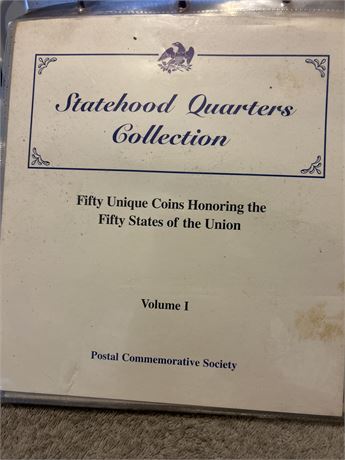 Statehood Quarters
Collection
Fifty Unique Coins Honoring the
Fifty States of the Union
Volume I
Postal Commemorative Society